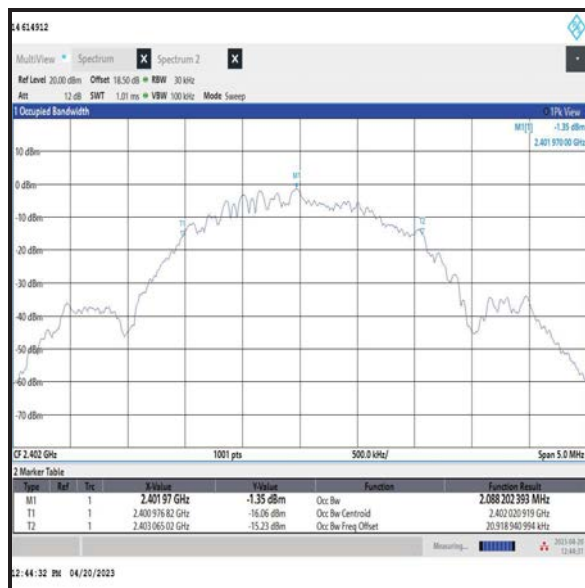 14 614912
MultiView Spectrum X Spectrum 2 X
Ref Level 20.00 dBm Offset 18.50 dB RBW 30 kHz
Att 12 dB SWT 1.01 ms VBW 100 kHz Mode Sweep
1 Occupied Bandwidth 1Pk View
M1[1] -1.35 dBm
2.401 970 00 GHz
10 dBm
0 dBm
M1
-10 dBm
T1
T2
-20 dBm
-30 dBm
-40 dBm
-50 dBm
-60 dBm
-70 dBm
CF 2.402 GHz 1001 pts 500.0 kHz/ Span 5.0 MHz
2 Marker Table
Type Ref Trc X-Value Y-Value Function Function Result
M1 1 2.401 97 GHz -1.35 dBm Occ Bw 2.088 202 393 MHz
T1 1 2.400 976 82 GHz -16.06 dBm Occ Bw Centroid 2.402 020 919 GHz
T2 1 2.403 065 02 GHz -15.23 dBm Occ Bw Freq Offset 20.918 940 994 kHz
Measuring... 2023-04-20
12:44:31
12:44:32 PM 04/20/2023